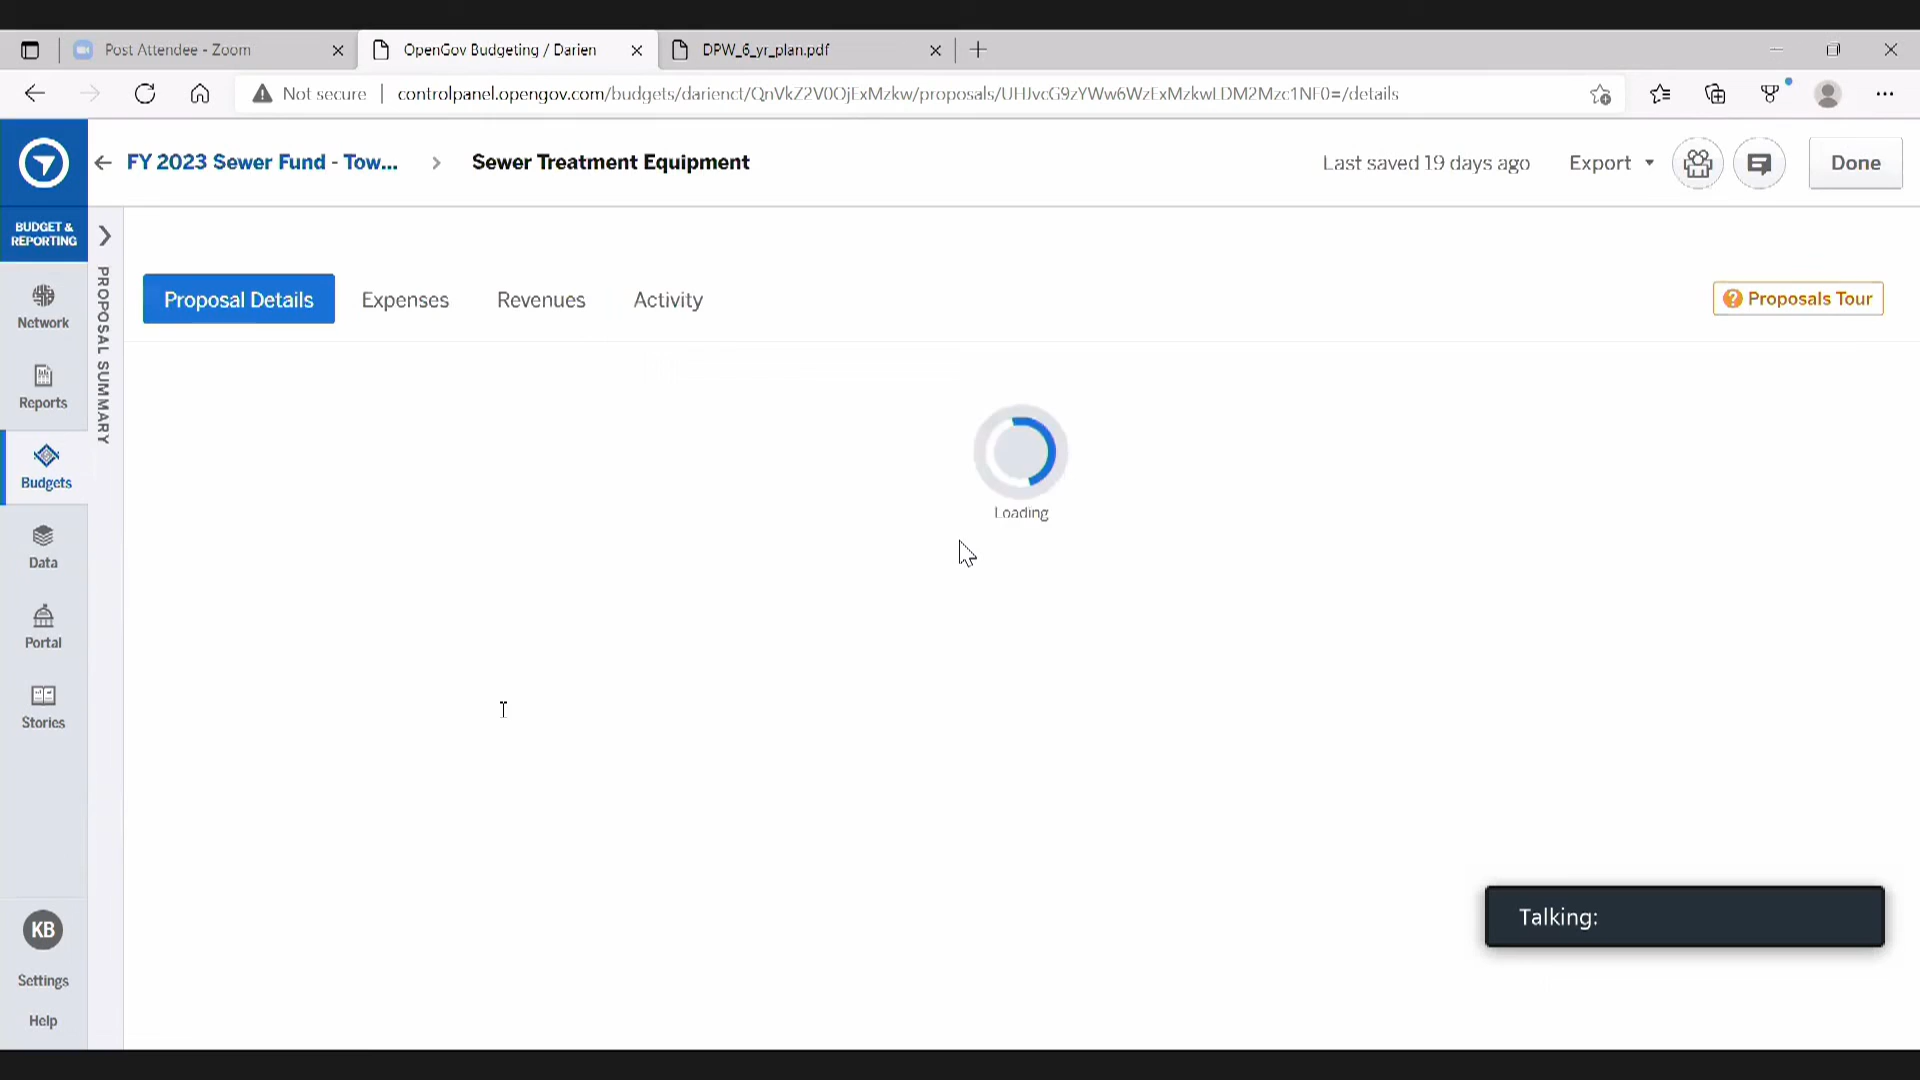 Post Attendee - Zoom
OpenGov Budgeting / Darien
DPW_6_yr_plan.pdf
Not secure
controlpanel.opengov.com/budgets/darienct/QnVkZ2V0OjExMzkw/proposals/UHJvcG9zYWw6WzExMzkwLDM2Mzc1NF0=/details
FY 2023 Sewer Fund - Tow...
Sewer Treatment Equipment
Last saved 19 days ago
Export
Done
BUDGET &
REPORTING
PROPOSAL SUMMARY
Proposal Details
Expenses
Revenues
Activity
Proposals Tour
Network
Reports
Budgets
Data
Portal
Stories
Loading
Talking:
KB
Settings
Help